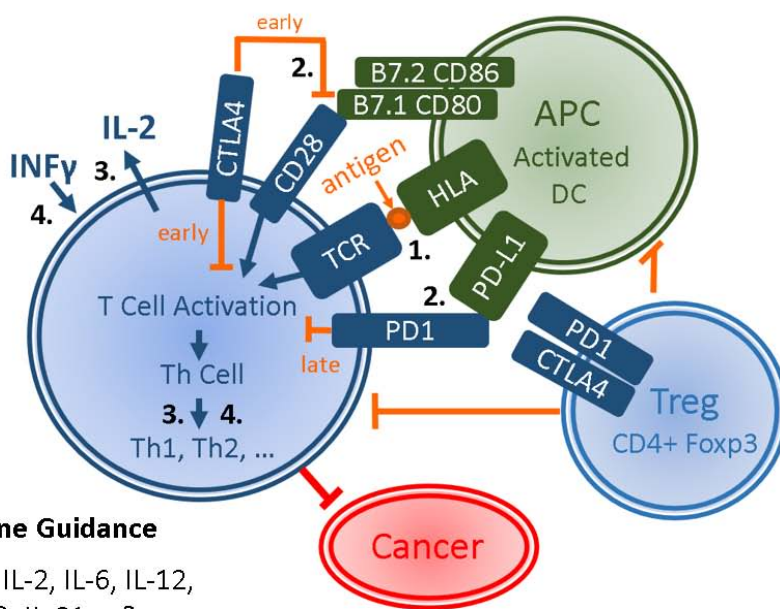 early
2.
B7.2 CD86
B7.1 CD80
CTLA4
CD28
IL-2
INFγ
3.
4.
antigen
HLA
APC
Activated
DC
early
TCR
1.
PD-L1
2.
T Cell Activation
PD1
late
Th Cell
3. 4.
Th1, Th2, ...
PD1
CTLA4
Treg
CD4+ Foxp3
Cancer
ne Guidance
IL-2, IL-6, IL-12,